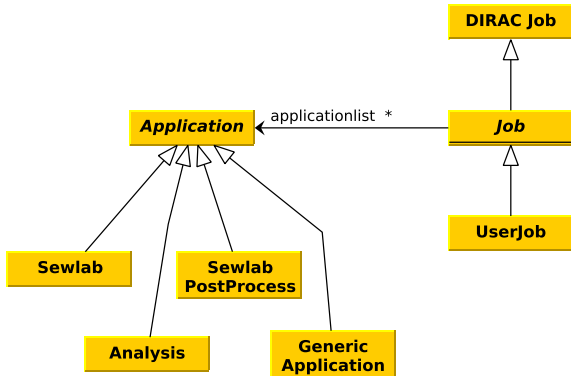 DIRAC Job
applicationlist *
Application
Job
UserJob
Sewlab
Sewlab
PostProcess
Analysis
Generic
Application